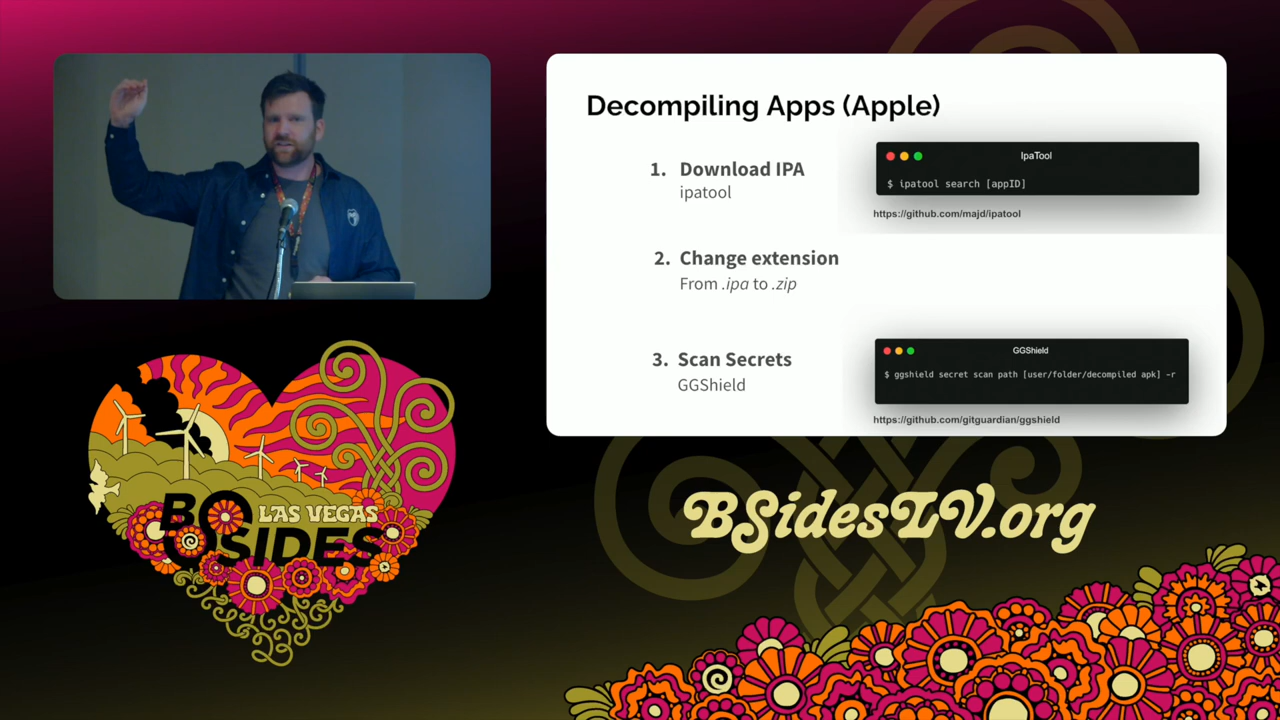 Decompiling Apps (Apple)
1. Download IPA
ipatool
IpaTool
$ ipatool search [appID]
https://github.com/majd/ipatool
2. Change extension
From .ipa to .zip
3. Scan Secrets
GGShield
GGShield
$ ggshield secret scan path [user/folder/decompiled apk] -r
https://github.com/gitguardian/ggshield
LAS VEGAS
BSIDES
BSidesLV.org